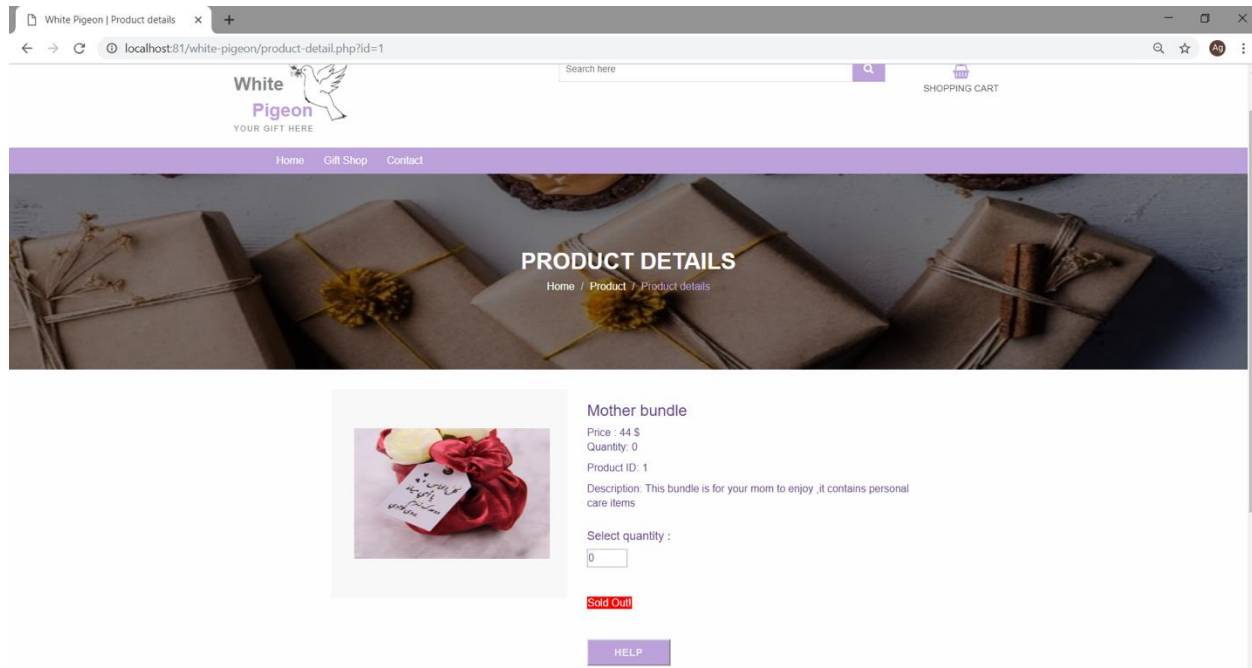 White Pigeon | Product details
localhost:81/white-pigeon/product-detail.php?id=1
Ag
White
Pigeon
YOUR GIFT HERE
Search here
SHOPPING CART
Home Gift Shop Contact
PRODUCT DETAILS
Home / Product / Product details
Mother bundle
Price : 44 $
Quantity: 0
Product ID: 1
Description: This bundle is for your mom to enjoy ,it contains personal
care items
Select quantity :
0
Sold Out!
HELP